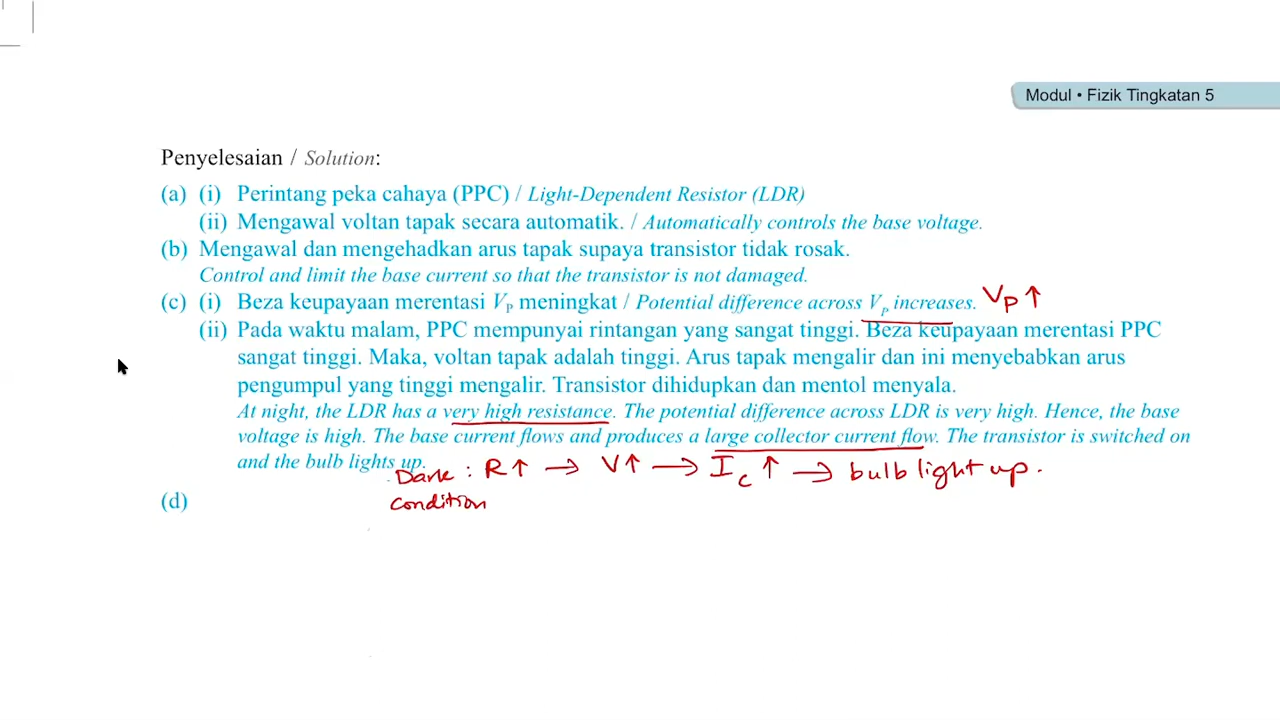 Modul • Fizik Tingkatan 5
Penyelesaian / Solution:
(a) (i) Perintang peka cahaya (PPC) / Light-Dependent Resistor (LDR)
(ii) Mengawal voltan tapak secara automatik. / Automatically controls the base voltage.
(b) Mengawal dan mengehadkan arus tapak supaya transistor tidak rosak.
Control and limit the base current so that the transistor is not damaged.
(c) (i) Beza keupayaan merentasi VP meningkat / Potential difference across VP increases. VP ↑
(ii) Pada waktu malam, PPC mempunyai rintangan yang sangat tinggi. Beza keupayaan merentasi PPC
sangat tinggi. Maka, voltan tapak adalah tinggi. Arus tapak mengalir dan ini menyebabkan arus
pengumpul yang tinggi mengalir. Transistor dihidupkan dan mentol menyala.
At night, the LDR has a very high resistance. The potential difference across LDR is very high. Hence, the base
voltage is high. The base current flows and produces a large collector current flow. The transistor is switched on
and the bulb lights up.
Dark : R↑ → V↑ → Ic ↑ → bulb light up.
condition
(d)